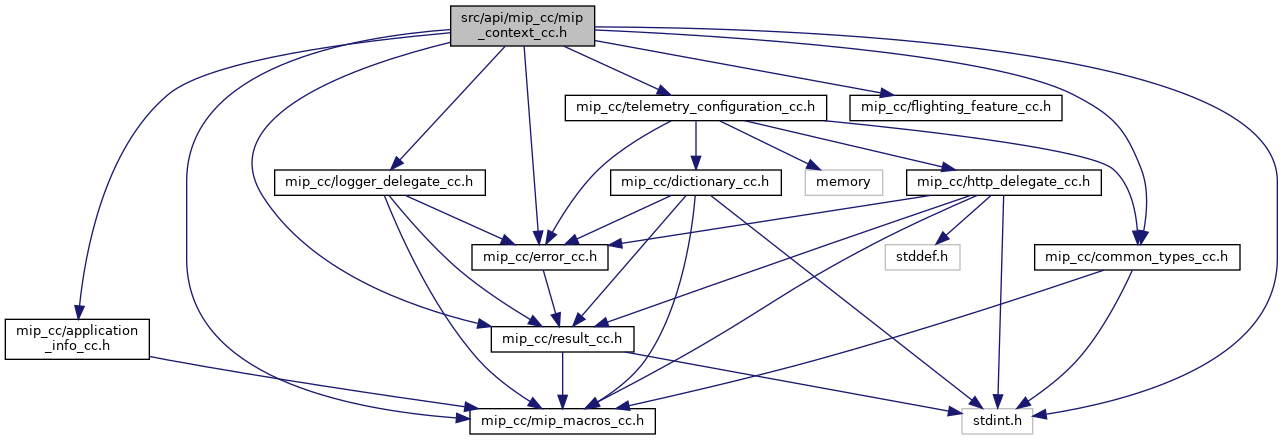 src/api/mip_cc/mip
_context_cc.h
mip_cc/telemetry_configuration_cc.h
mip_cc/flighting_feature_cc.h
mip_cc/logger_delegate_cc.h
mip_cc/dictionary_cc.h
memory
mip_cc/http_delegate_cc.h
mip_cc/error_cc.h
stddef.h
mip_cc/common_types_cc.h
mip_cc/application
_info_cc.h
mip_cc/result_cc.h
mip_cc/mip_macros_cc.h
stdint.h